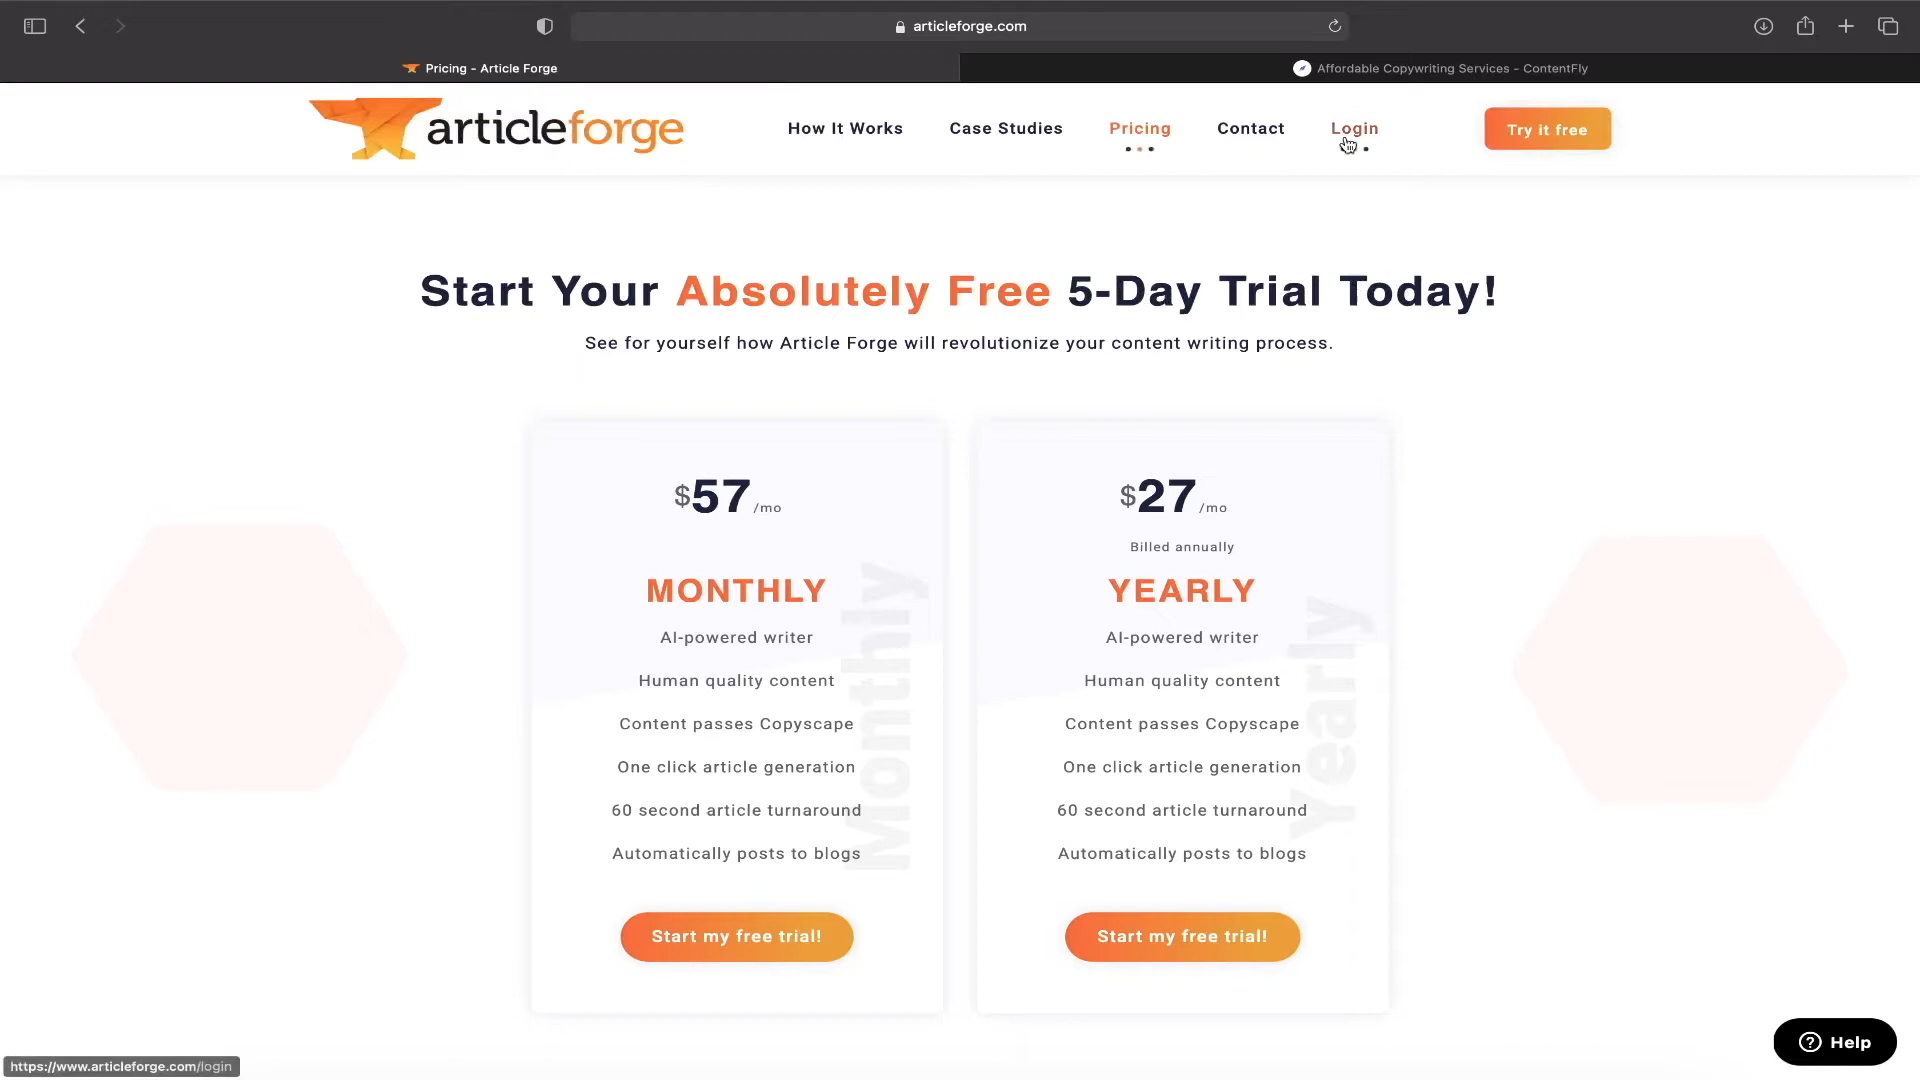 articleforge.com
Pricing - Article Forge
Affordable Copywriting Services - ContentFly
articleforge
How It Works
Case Studies
Pricing
Contact
Login
Try it free
Start Your Absolutely Free 5-Day Trial Today!
See for yourself how Article Forge will revolutionize your content writing process.
$57/mo
MONTHLY
AI-powered writer
Human quality content
Content passes Copyscape
One click article generation
60 second article turnaround
Automatically posts to blogs
Monthly
Start my free trial!
$27/mo
Billed annually
YEARLY
AI-powered writer
Human quality content
Content passes Copyscape
One click article generation
60 second article turnaround
Automatically posts to blogs
Yearly
Start my free trial!
? Help
https://www.articleforge.com/login